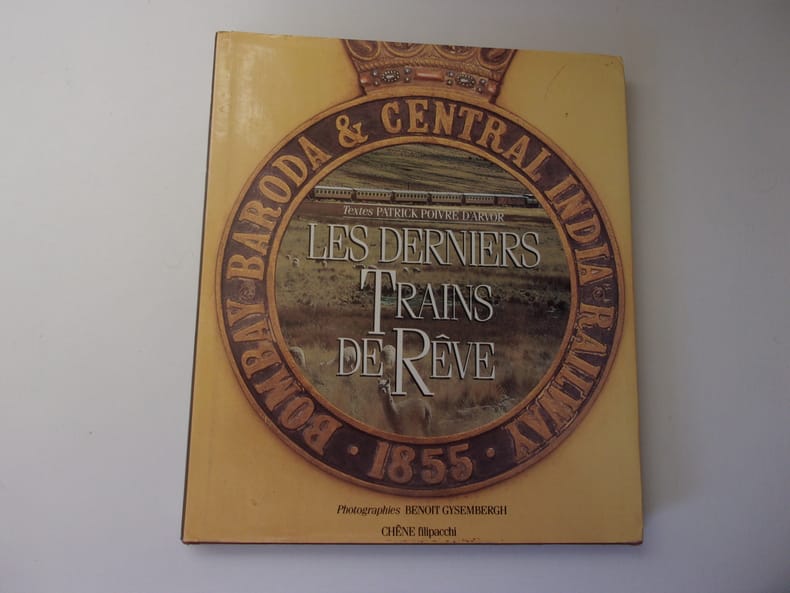 BOMBAY BARODA & CENTRAL INDIA RAILWAY
· 1855 ·
Textes PATRICK POIVRE D'ARVOR
LES DERNIERS
TRAINS
DE RÊVE
Photographies BENOIT GYSEMBERGH
CHÊNE filipacchi